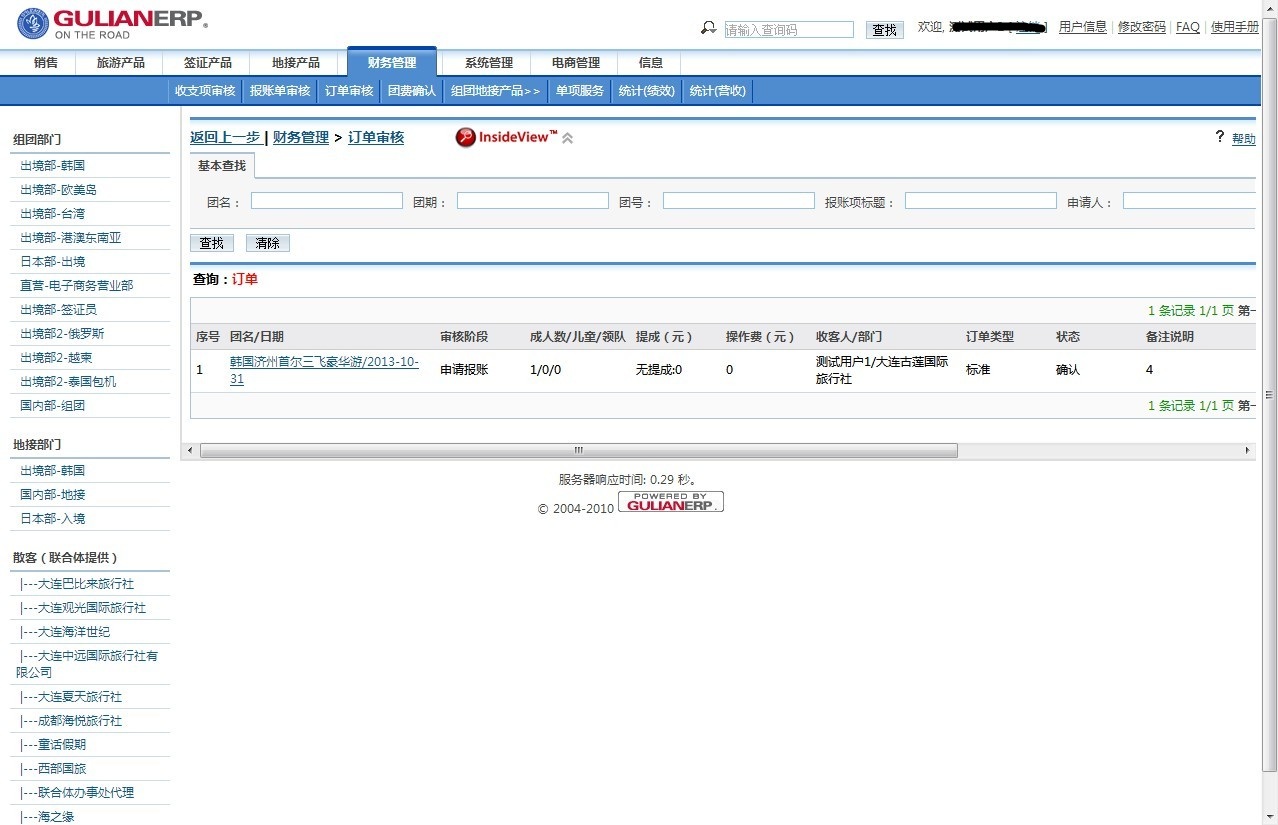 GULIANERP®
ON THE ROAD
请输入查询码 查找 欢迎, 用户信息 | 修改密码 | FAQ | 使用手册
销售 旅游产品 签证产品 地接产品 财务管理 系统管理 电商管理 信息
收支项审核 报账单审核 订单审核 团费确认 组团地接产品>> 单项服务 统计(绩效) 统计(营收)
返回上一步 | 财务管理 > 订单审核 InsideView™ ? 帮助
基本查找
团名： 团期： 团号： 报账项标题： 申请人：
查找 清除
查询：订单
1 条记录 1/1 页 第一
序号 团名/日期 审核阶段 成人数/儿童/领队 提成（元） 操作费（元） 收客人/部门 订单类型 状态 备注说明
1 韩国济州首尔三飞豪华游/2013-10-31 申请报账 1/0/0 无提成:0 0 测试用户1/大连古莲国际旅行社 标准 确认 4
1 条记录 1/1 页 第一
服务器响应时间: 0.29 秒。
© 2004-2010 POWERED BY GULIANERP.
组团部门
出境部-韩国
出境部-欧美岛
出境部-台湾
出境部-港澳东南亚
日本部-出境
直营-电子商务营业部
出境部-签证员
出境部2-俄罗斯
出境部2-越柬
出境部2-泰国包机
国内部-组团
地接部门
出境部-韩国
国内部-地接
日本部-入境
散客（联合体提供）
|---大连巴比来旅行社
|---大连观光国际旅行社
|---大连海洋世纪
|---大连中远国际旅行社有
限公司
|---大连夏天旅行社
|---成都海悦旅行社
|---童话假期
|---西部国旅
|---联合体办事处代理
|---海之缘